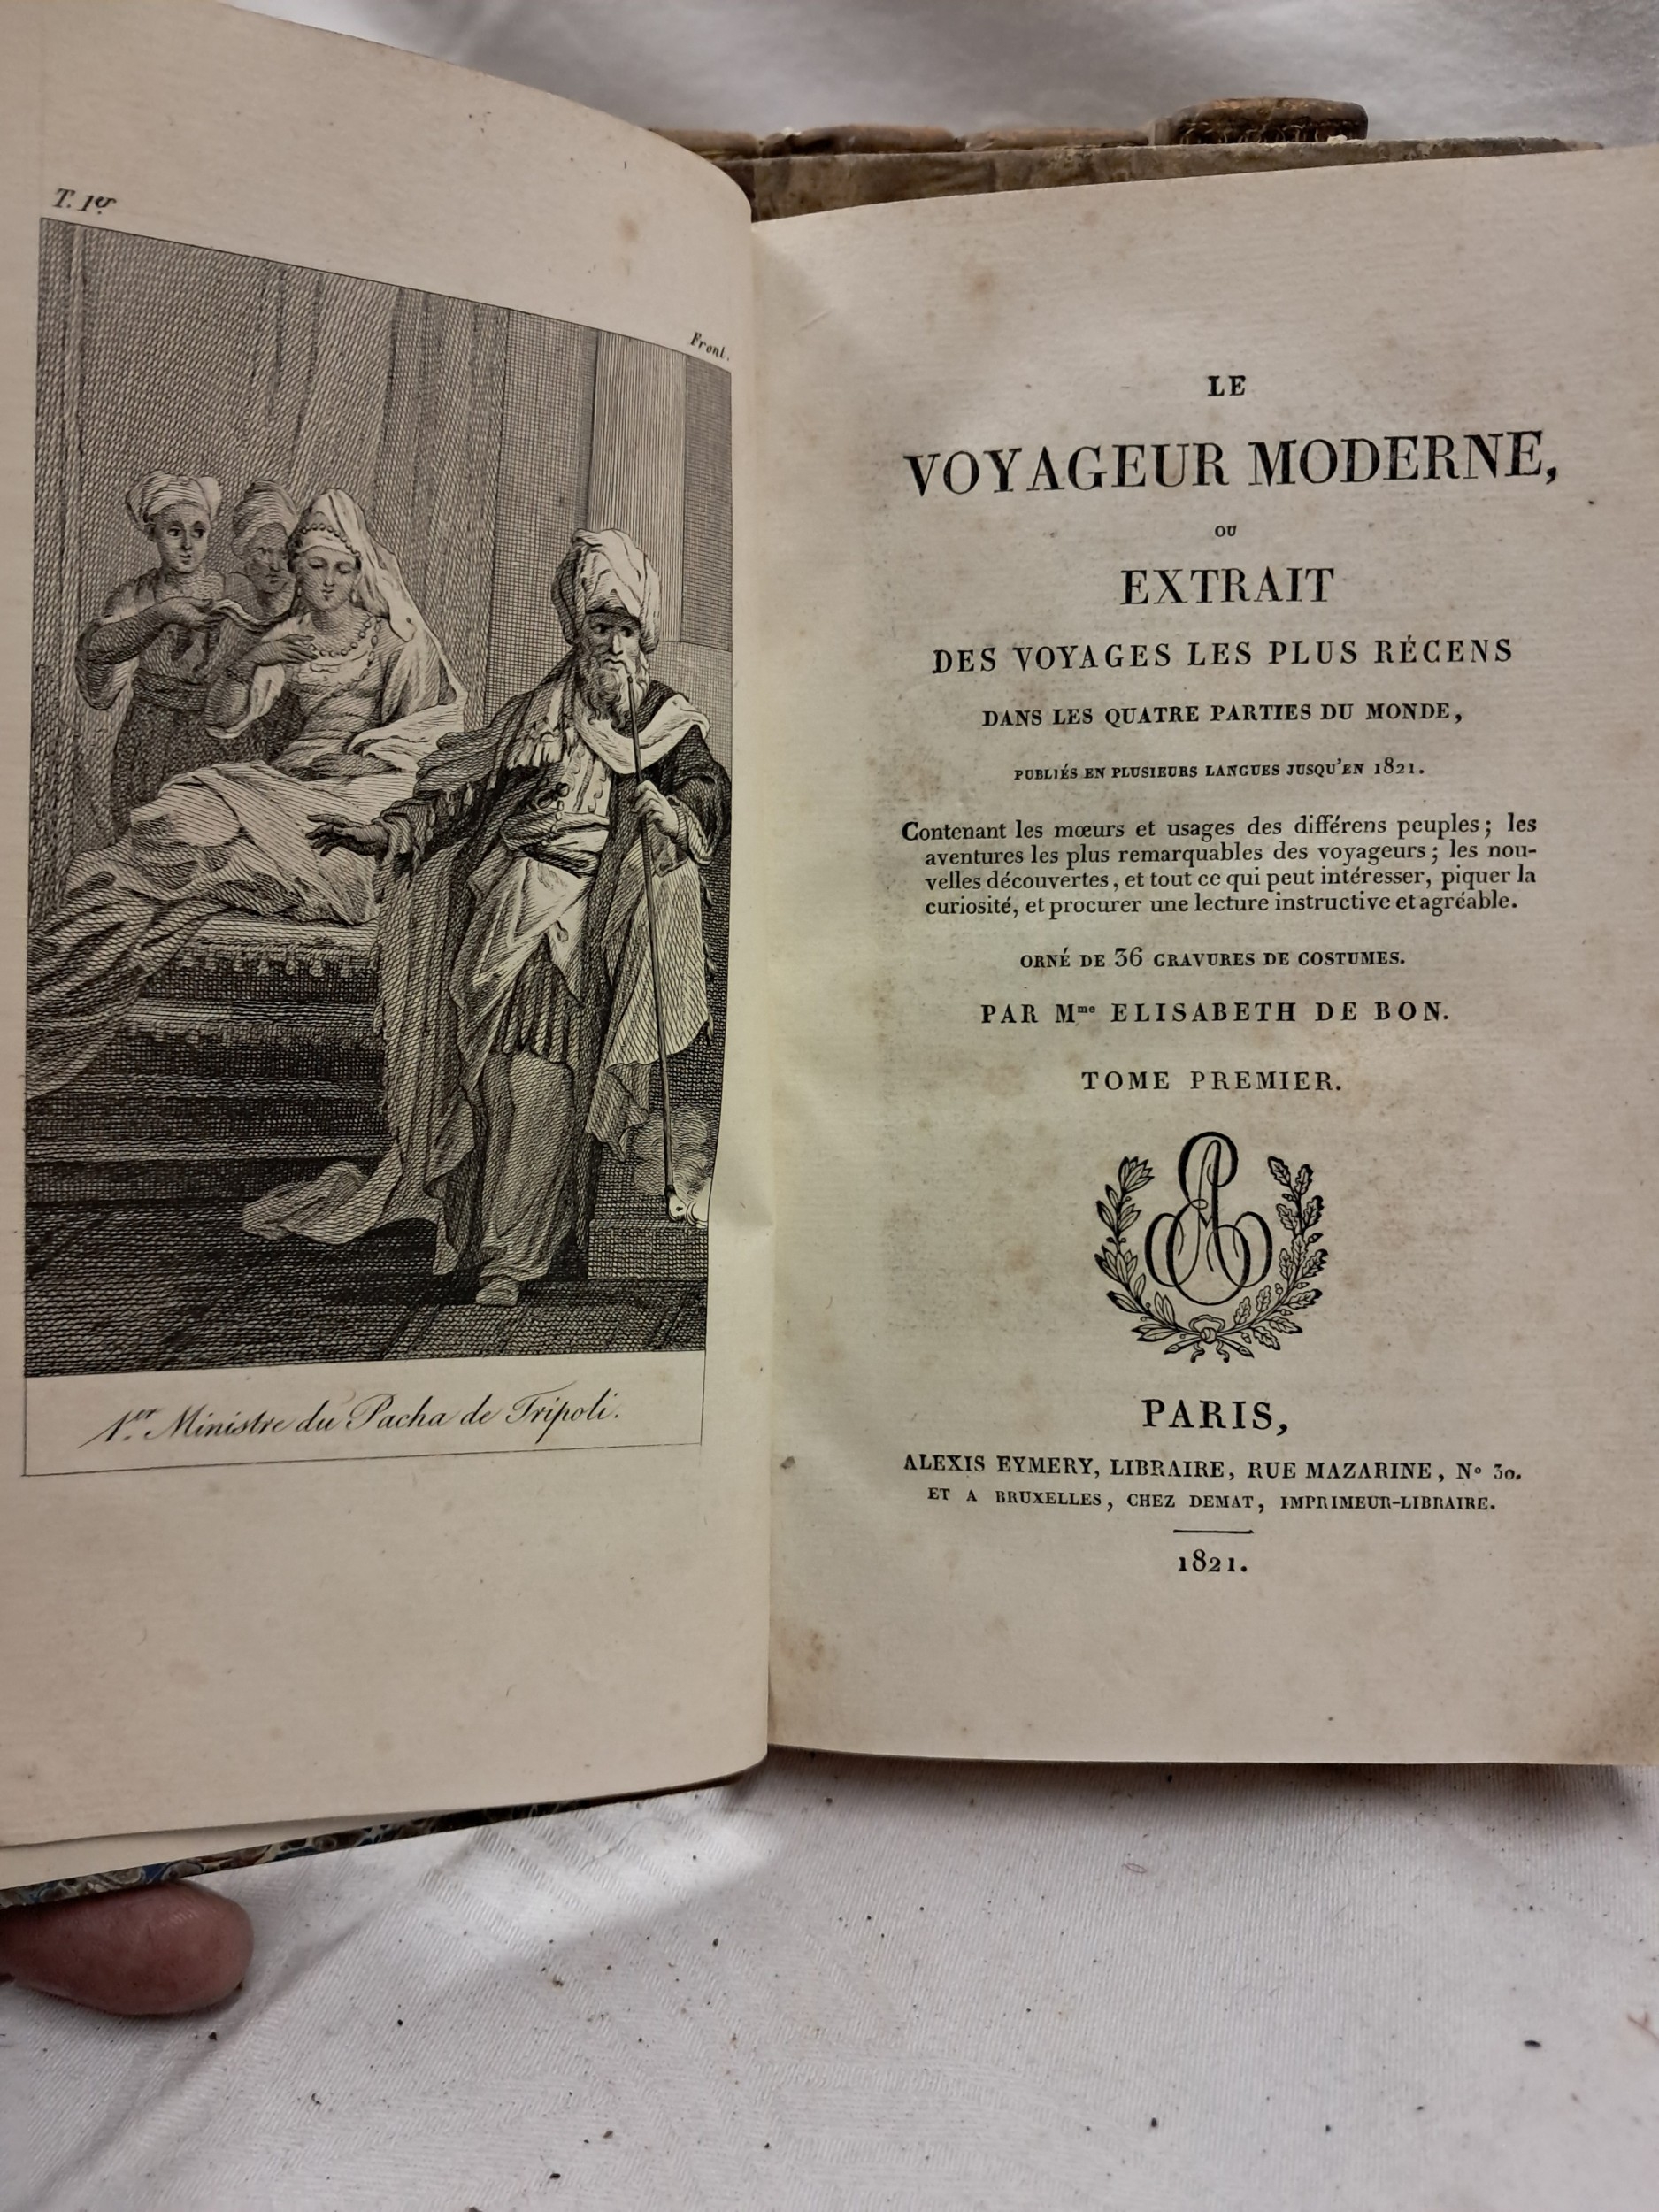 T. 1er.
Front.
1er. Ministre du Pacha de Tripoli.
LE
VOYAGEUR MODERNE,
OU
EXTRAIT
DES VOYAGES LES PLUS RÉCENS
DANS LES QUATRE PARTIES DU MONDE,
PUBLIÉS EN PLUSIEURS LANGUES JUSQU'EN 1821.
Contenant les mœurs et usages des différens peuples; les
aventures les plus remarquables des voyageurs; les nou-
velles découvertes, et tout ce qui peut intéresser, piquer la
curiosité, et procurer une lecture instructive et agréable.
ORNÉ DE 36 GRAVURES DE COSTUMES.
PAR Mme ELISABETH DE BON.
TOME PREMIER.
PARIS,
ALEXIS EYMERY, LIBRAIRE, RUE MAZARINE, No 30.
ET A BRUXELLES, CHEZ DEMAT, IMPRIMEUR-LIBRAIRE.
1821.